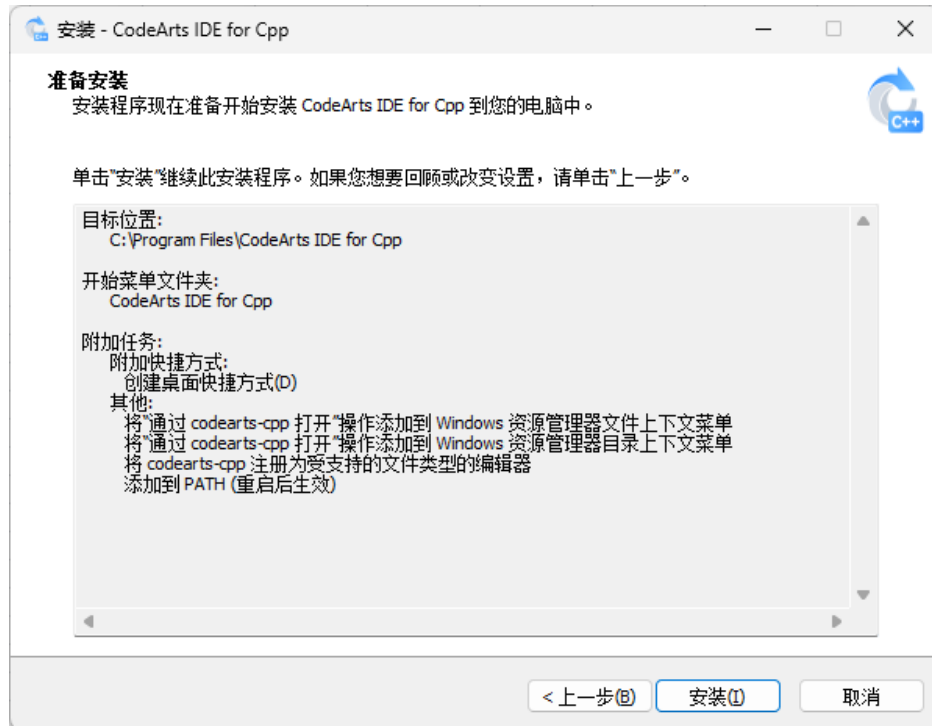 安装 - CodeArts IDE for Cpp
准备安装
安装程序现在准备开始安装 CodeArts IDE for Cpp 到您的电脑中。
C++
单击"安装"继续此安装程序。如果您想要回顾或改变设置，请单击"上一步"。
目标位置:
C:\Program Files\CodeArts IDE for Cpp
开始菜单文件夹:
CodeArts IDE for Cpp
附加任务:
附加快捷方式:
创建桌面快捷方式(D)
其他:
将"通过 codearts-cpp 打开"操作添加到 Windows 资源管理器文件上下文菜单
将"通过 codearts-cpp 打开"操作添加到 Windows 资源管理器目录上下文菜单
将 codearts-cpp 注册为受支持的文件类型的编辑器
添加到 PATH (重启后生效)
< 上一步(B) 安装(I) 取消